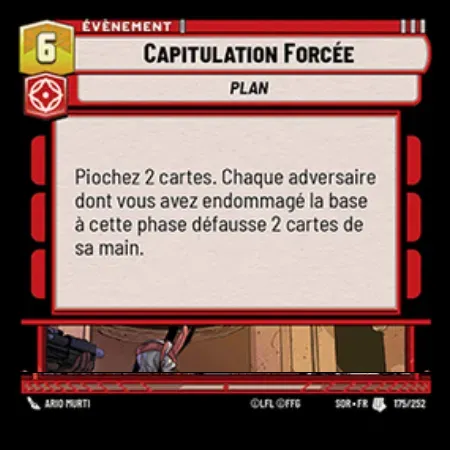 ÉVÈNEMENT
6
CAPITULATION FORCÉE
PLAN
Piochez 2 cartes. Chaque adversaire
dont vous avez endommagé la base
à cette phase défausse 2 cartes de
sa main.
ARIO MURTI
©LFL ©FFG
SOR • FR
175/252